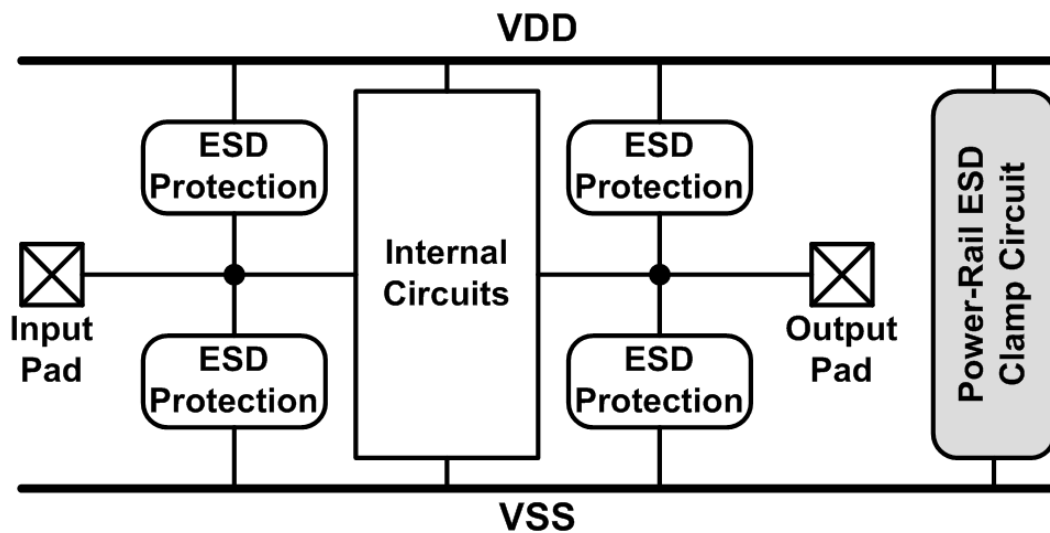 VDD
ESD
Protection
ESD
Protection
Internal
Circuits
Input
Pad
ESD
Protection
ESD
Protection
Output
Pad
Power-Rail ESD
Clamp Circuit
VSS